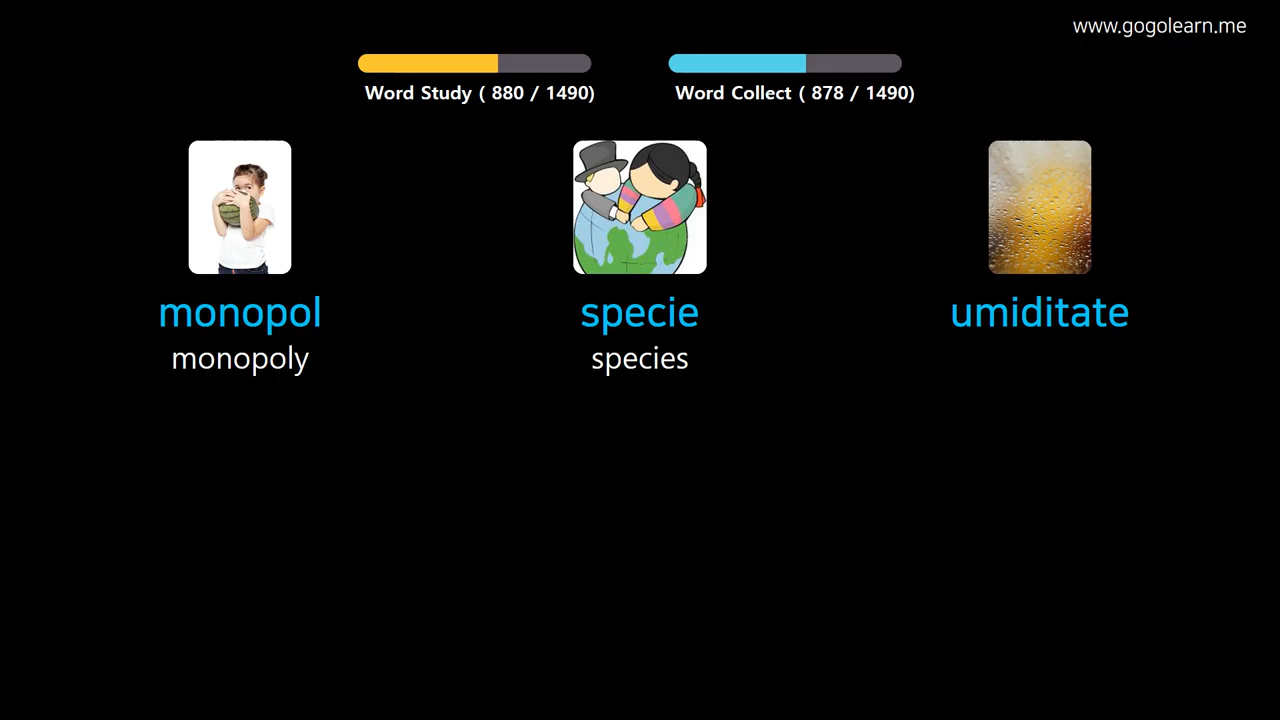 www.gogolearn.me
Word Study ( 880 / 1490)
Word Collect ( 878 / 1490)
monopol
specie
umiditate
monopoly
species